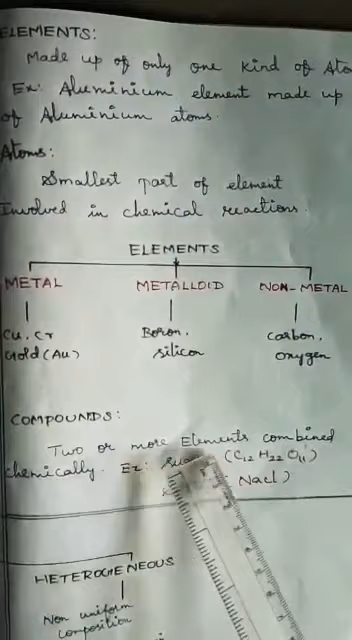 ELEMENTS:
Made up of only one kind of Ato
Ex: Aluminium element made up
of Aluminium atoms.
Atoms:
Smallest part of element
Involved in chemical reactions.
ELEMENTS
METAL METALLOID NON-METAL
Cu, Cr Boron, carbon,
Gold (Au) silicon oxygen
COMPOUNDS:
Two or more Elements combined
chemically. Ex: (C12 H22 O11)
Nacl)
HETEROGENEOUS
Non uniform
composition